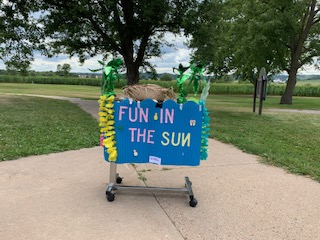 FUN IN
THE SUN